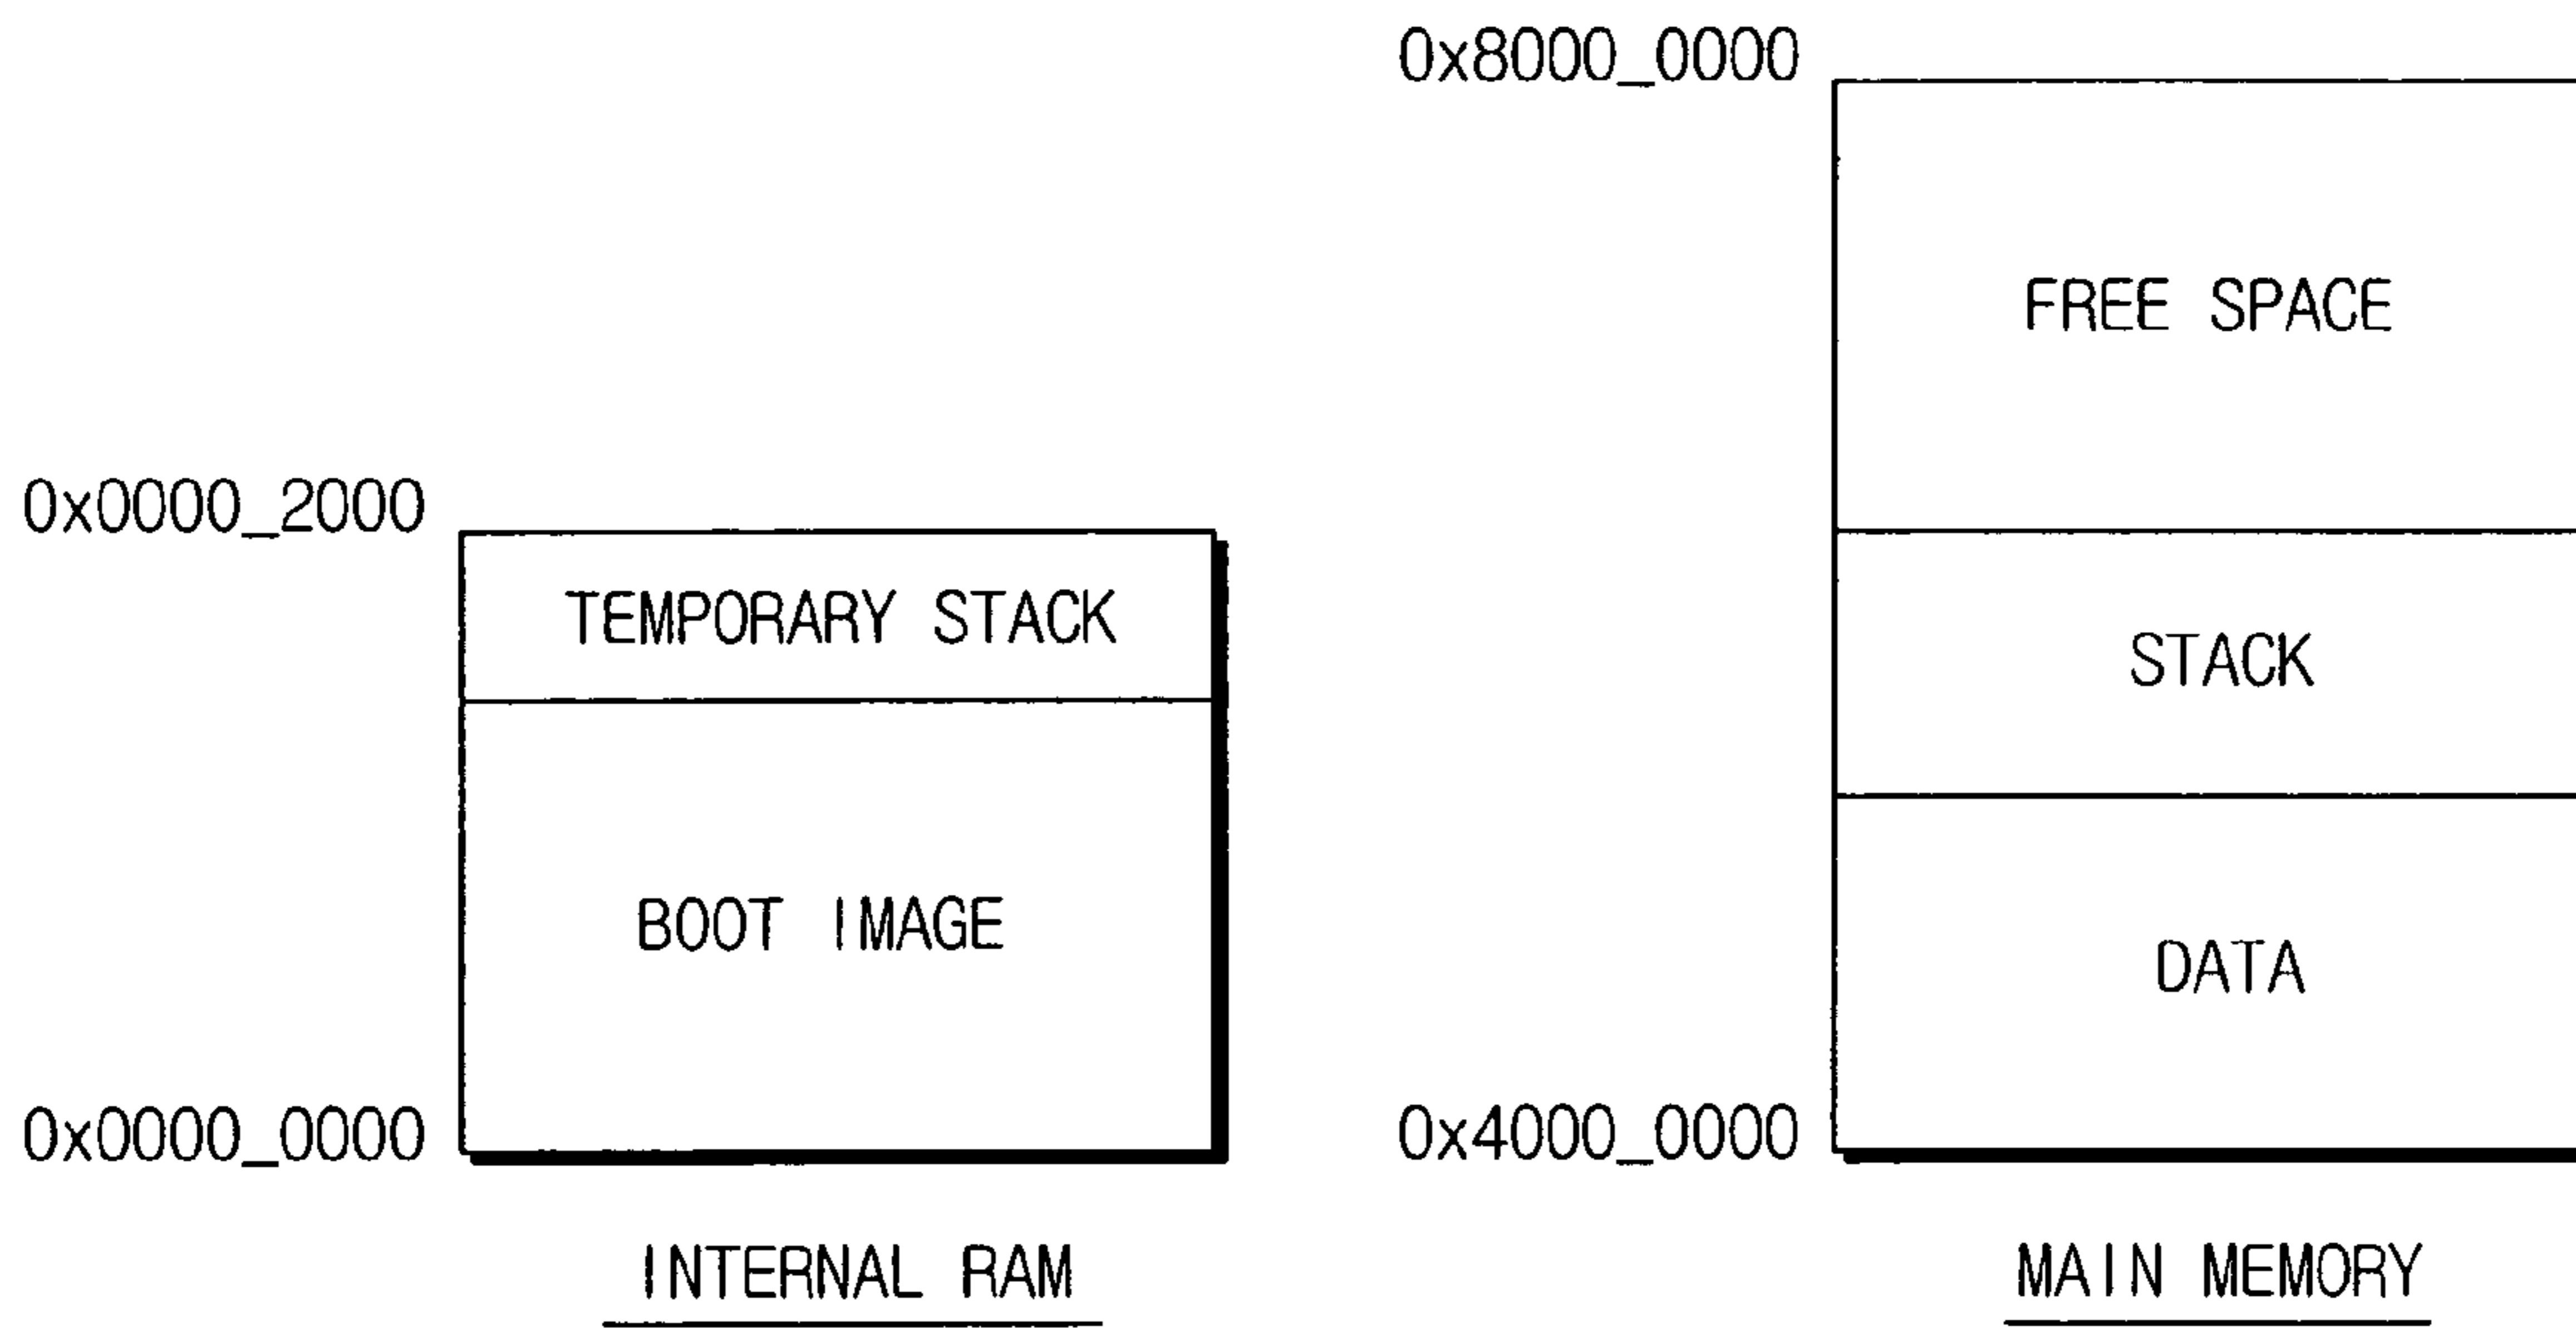 0x8000_0000
FREE SPACE
0x0000_2000
TEMPORARY STACK
STACK
BOOT IMAGE
DATA
0x0000_0000
0x4000_0000
INTERNAL RAM
MAIN MEMORY